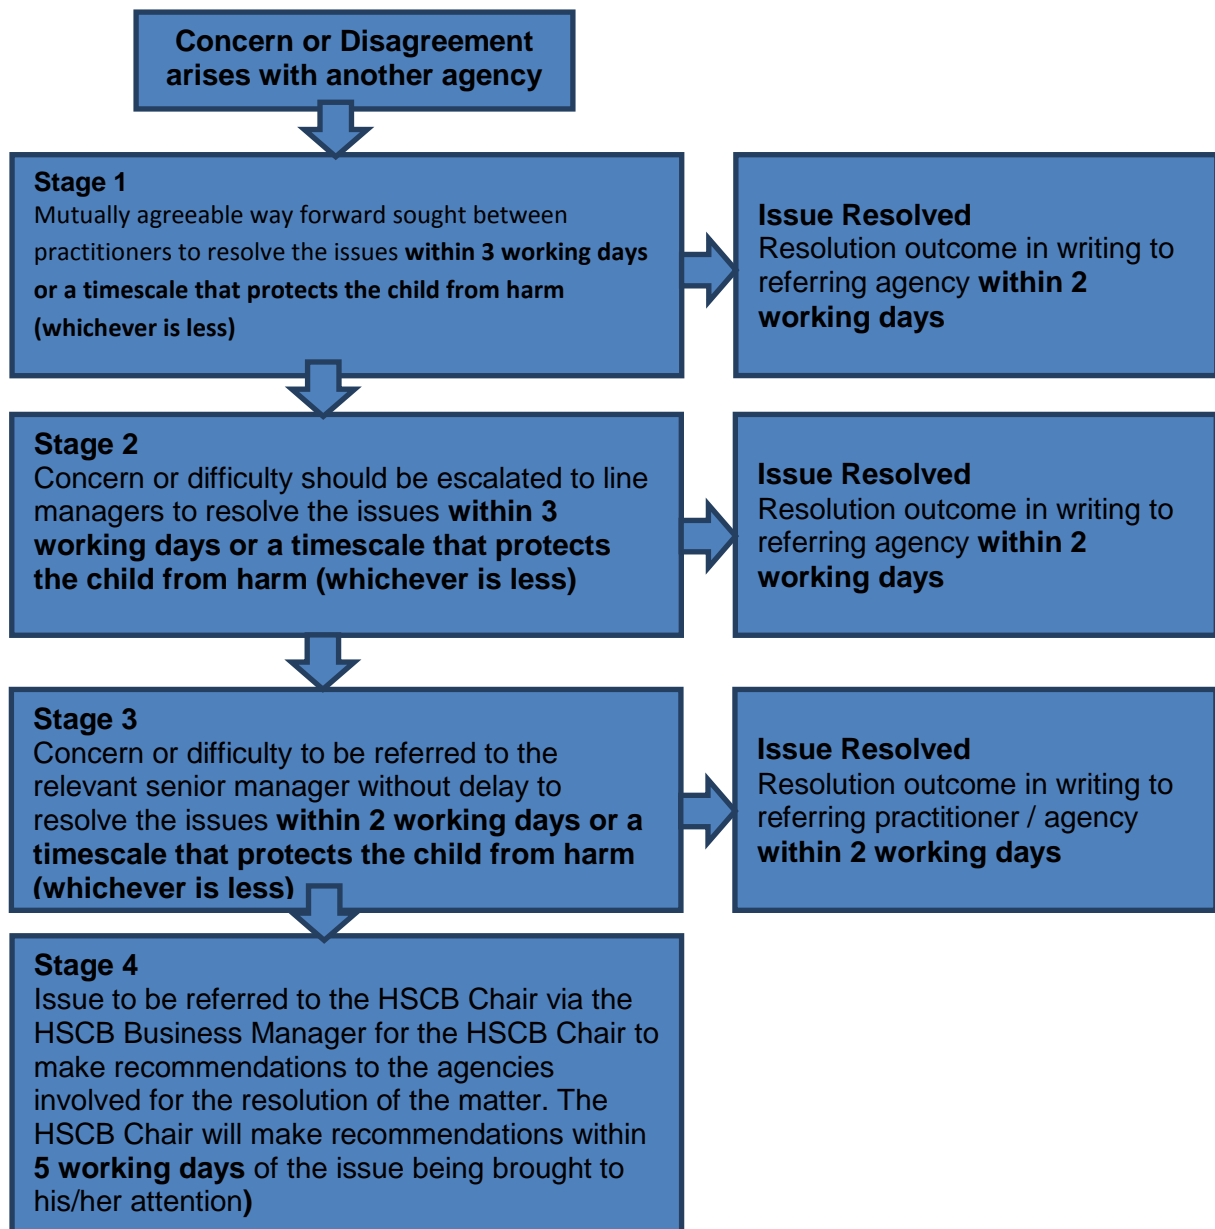 Concern or Disagreement
arises with another agency
Stage 1
Mutually agreeable way forward sought between
practitioners to resolve the issues within 3 working days
or a timescale that protects the child from harm
(whichever is less)
Issue Resolved
Resolution outcome in writing to
referring agency within 2
working days
Stage 2
Concern or difficulty should be escalated to line
managers to resolve the issues within 3
working days or a timescale that protects
the child from harm (whichever is less)
Issue Resolved
Resolution outcome in writing to
referring agency within 2
working days
Stage 3
Concern or difficulty to be referred to the
relevant senior manager without delay to
resolve the issues within 2 working days or a
timescale that protects the child from harm
(whichever is less)
Issue Resolved
Resolution outcome in writing to
referring practitioner / agency
within 2 working days
Stage 4
Issue to be referred to the HSCB Chair via the
HSCB Business Manager for the HSCB Chair to
make recommendations to the agencies
involved for the resolution of the matter. The
HSCB Chair will make recommendations within
5 working days of the issue being brought to
his/her attention)